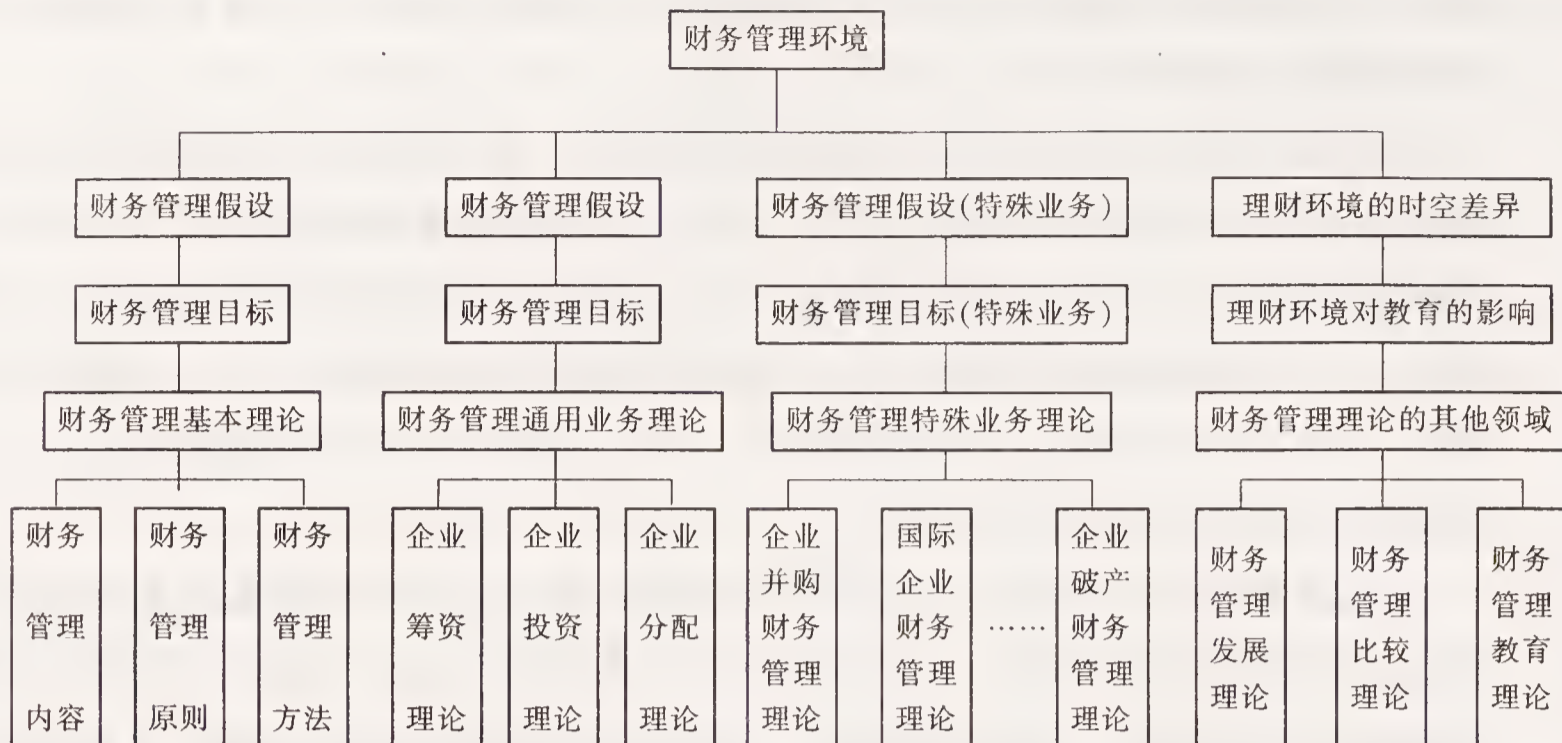 财务管理环境
财务管理假设
财务管理假设
财务管理假设(特殊业务)
理财环境的时空差异
财务管理目标
财务管理目标
财务管理目标(特殊业务)
理财环境对教育的影响
财务管理基本理论
财务管理通用业务理论
财务管理特殊业务理论
财务管理理论的其他领域
财务
管理
内容
财务
管理
原则
财务
管理
方法
企业
筹资
理论
企业
投资
理论
企业
分配
理论
企业
并购
财务
管理
理论
国际
企业
财务
管理
理论
……
企业
破产
财务
管理
理论
财务
管理
发展
理论
财务
管理
比较
理论
财务
管理
教育
理论